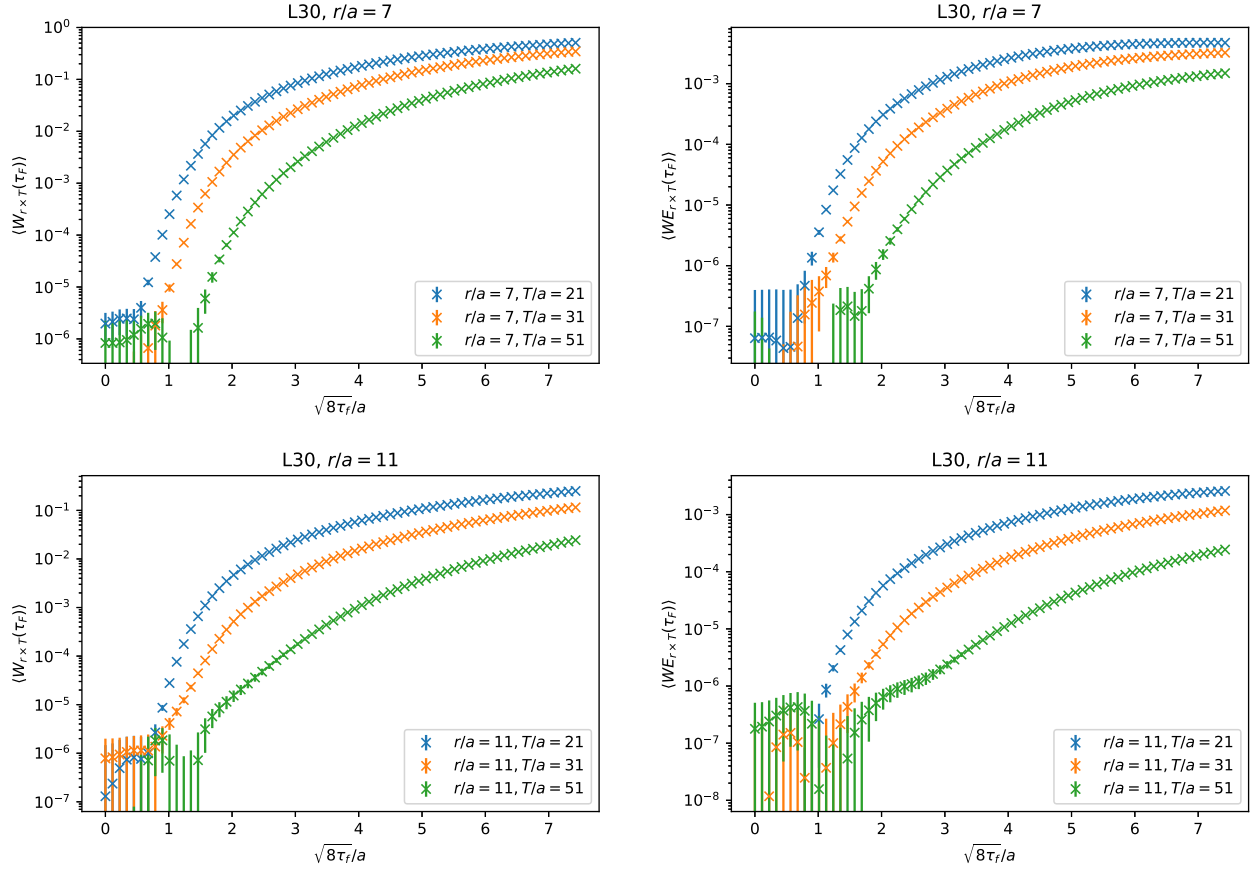 L30, r/a = 7
⟨W_{r×T}(τ_F)⟩
10^0
10^{-1}
10^{-2}
10^{-3}
10^{-4}
10^{-5}
10^{-6}
r/a = 7, T/a = 21
r/a = 7, T/a = 31
r/a = 7, T/a = 51
0 1 2 3 4 5 6 7
√8τ_f/a
L30, r/a = 7
⟨WE_{r×T}(τ_F)⟩
10^{-3}
10^{-4}
10^{-5}
10^{-6}
10^{-7}
r/a = 7, T/a = 21
r/a = 7, T/a = 31
r/a = 7, T/a = 51
0 1 2 3 4 5 6 7
√8τ_f/a
L30, r/a = 11
⟨W_{r×T}(τ_F)⟩
10^{-1}
10^{-2}
10^{-3}
10^{-4}
10^{-5}
10^{-6}
10^{-7}
r/a = 11, T/a = 21
r/a = 11, T/a = 31
r/a = 11, T/a = 51
0 1 2 3 4 5 6 7
√8τ_f/a
L30, r/a = 11
⟨WE_{r×T}(τ_F)⟩
10^{-3}
10^{-4}
10^{-5}
10^{-6}
10^{-7}
10^{-8}
r/a = 11, T/a = 21
r/a = 11, T/a = 31
r/a = 11, T/a = 51
0 1 2 3 4 5 6 7
√8τ_f/a